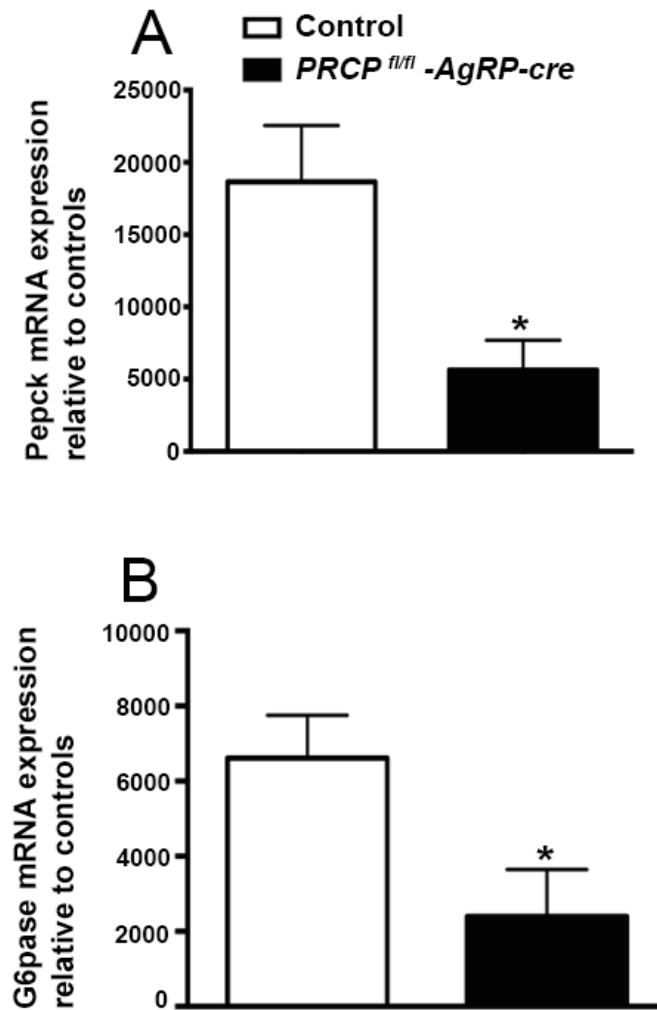 A
Control
PRCP fl/fl -AgRP-cre
Pepck mRNA expression
relative to controls
25000
20000
15000
10000
5000
0
*
B
G6pase mRNA expression
relative to controls
10000
8000
6000
4000
2000
0
*